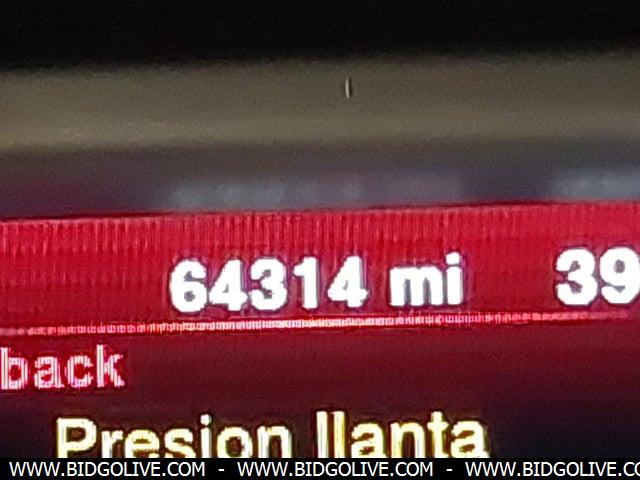 64314 mi 39
back
Presion llanta
WWW.BIDGOLIVE.COM - WWW.BIDGOLIVE.COM - WWW.BIDGOLIVE.CO